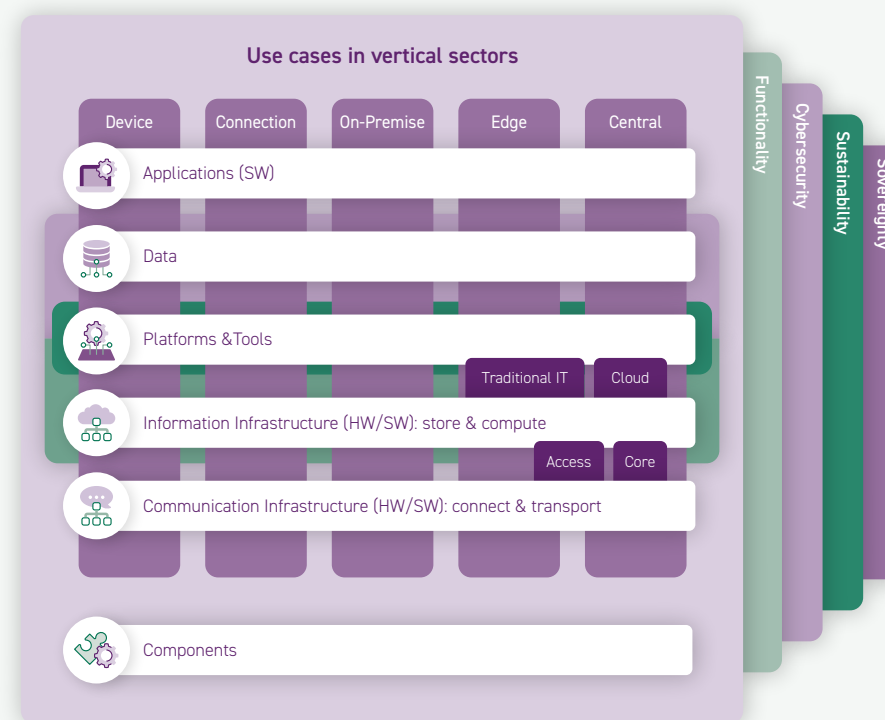 Use cases in vertical sectors
Device
Connection
On-Premise
Edge
Central
Applications (SW)
Data
Platforms &Tools
Traditional IT
Cloud
Information Infrastructure (HW/SW): store & compute
Access
Core
Communication Infrastructure (HW/SW): connect & transport
Components
Functionality
Cybersecurity
Sustainability
Sovereignty